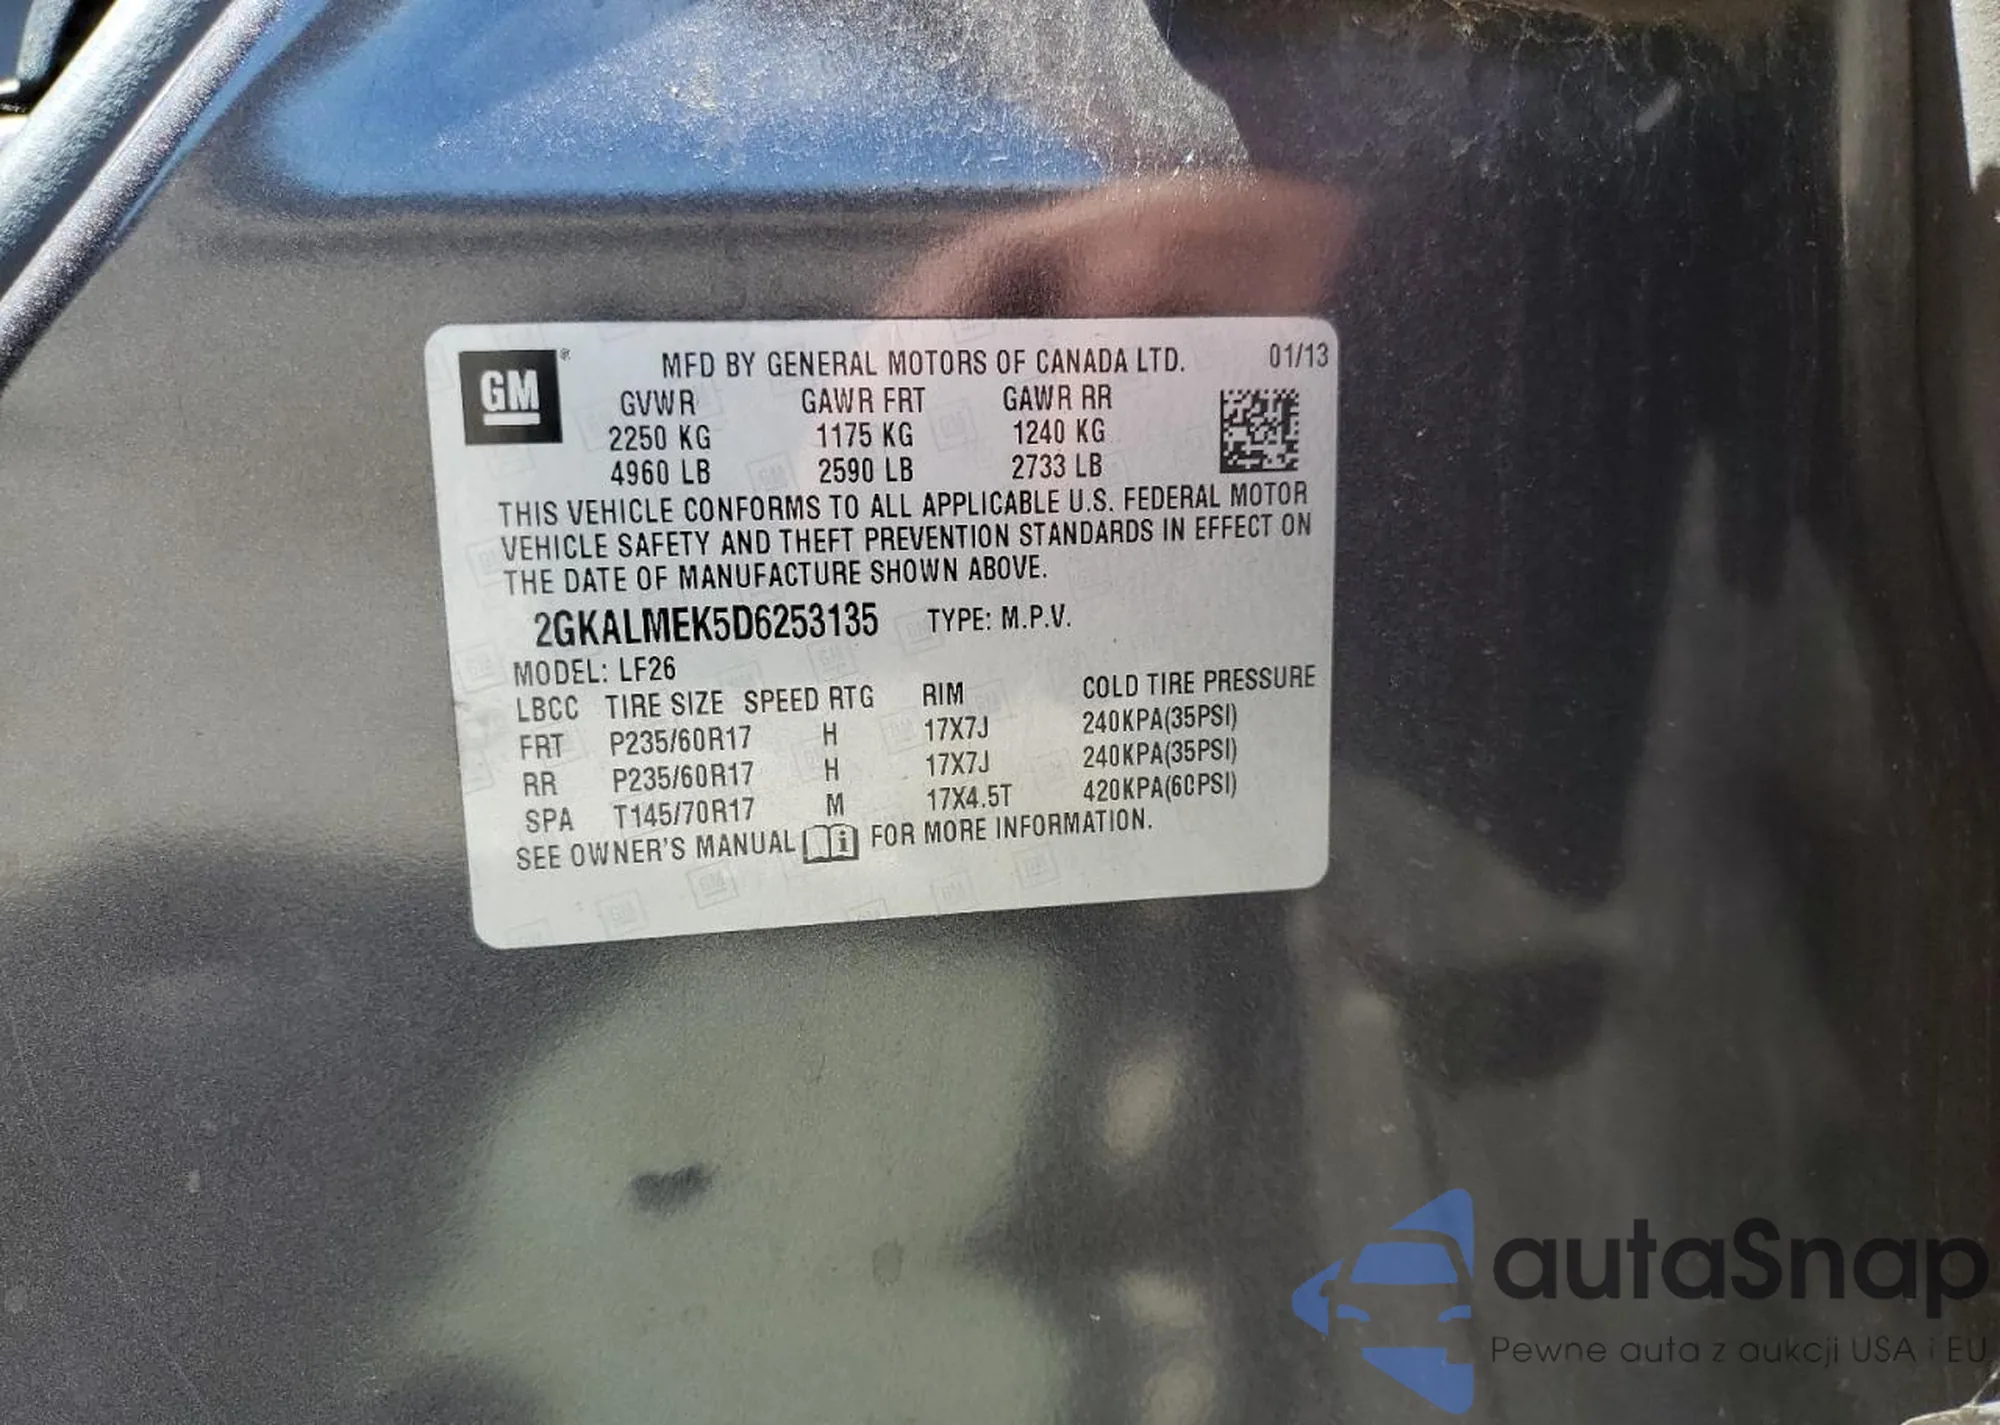 GM® MFD BY GENERAL MOTORS OF CANADA LTD. 01/13
GVWR GAWR FRT GAWR RR
2250 KG 1175 KG 1240 KG
4960 LB 2590 LB 2733 LB
THIS VEHICLE CONFORMS TO ALL APPLICABLE U.S. FEDERAL MOTOR
VEHICLE SAFETY AND THEFT PREVENTION STANDARDS IN EFFECT ON
THE DATE OF MANUFACTURE SHOWN ABOVE.
2GKALMEK5D6253135 TYPE: M.P.V.
MODEL: LF26
LBCC TIRE SIZE SPEED RTG RIM COLD TIRE PRESSURE
FRT P235/60R17 H 17X7J 240KPA(35PSI)
RR P235/60R17 H 17X7J 240KPA(35PSI)
SPA T145/70R17 M 17X4.5T 420KPA(60PSI)
SEE OWNER'S MANUAL FOR MORE INFORMATION.
autaSnap
Pewne auta z aukcji USA i EU